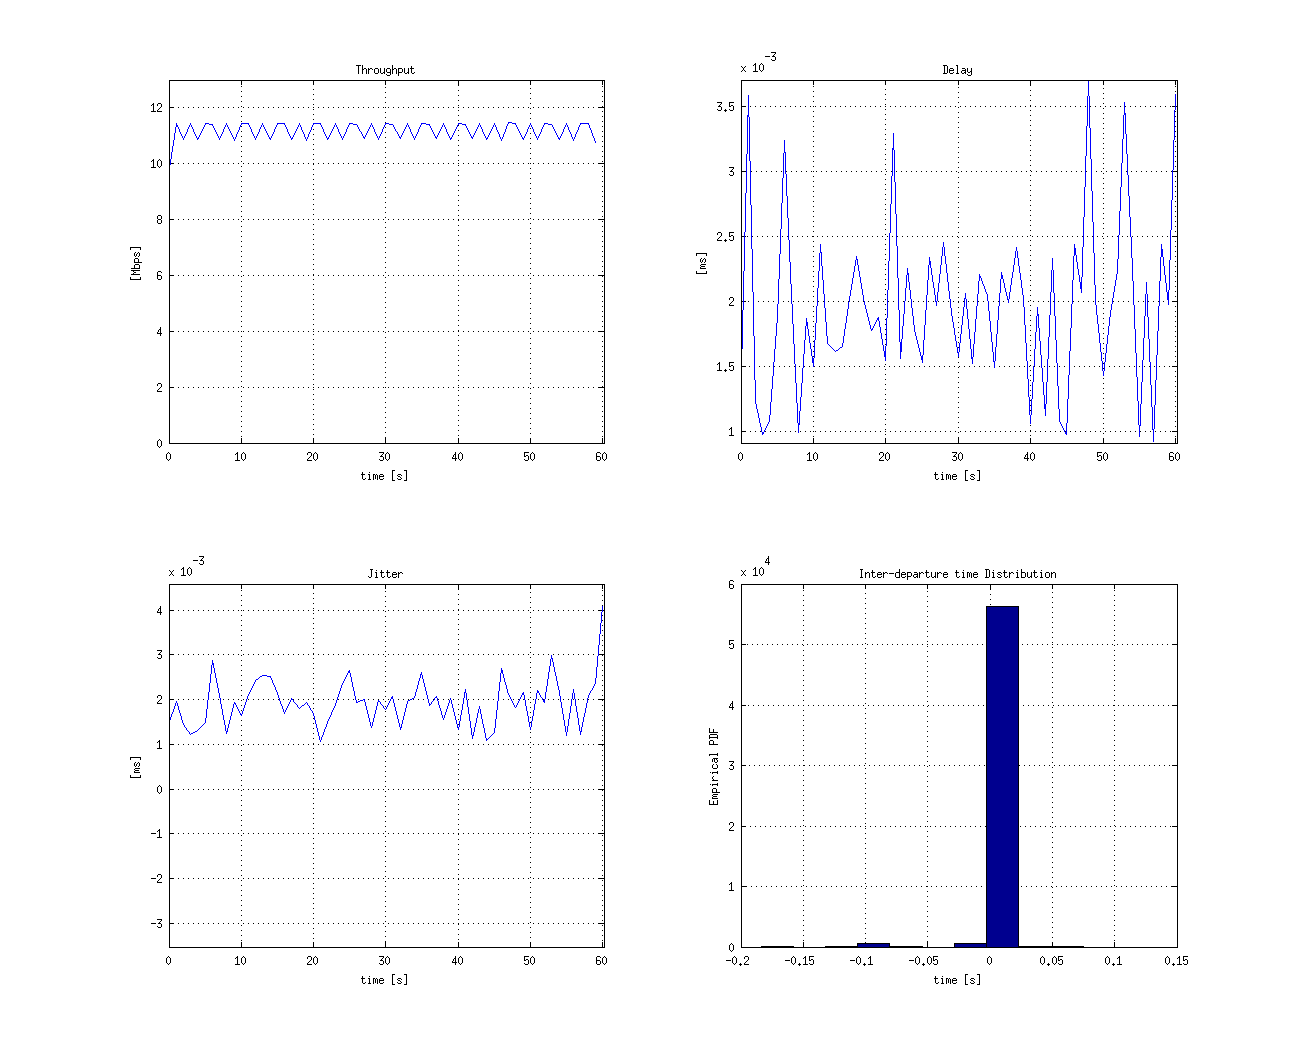 Throughput
12
10
8
6
4
2
0
[Mbps]
0 10 20 30 40 50 60
time [s]
x 10 -3
Delay
3.5
3
2.5
2
1.5
1
[ms]
0 10 20 30 40 50 60
time [s]
x 10 -3
Jitter
4
3
2
1
0
-1
-2
-3
[ms]
0 10 20 30 40 50 60
time [s]
x 10 4
Inter-departure time Distribution
6
5
4
3
2
1
0
Empirical PDF
-0.2 -0.15 -0.1 -0.05 0 0.05 0.1 0.15
time [s]